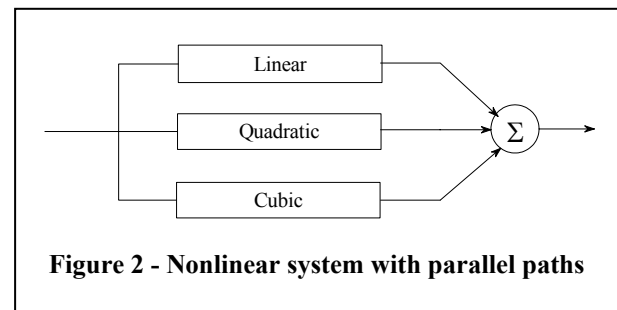 Linear
Quadratic
Σ
Cubic
Figure 2 - Nonlinear system with parallel paths